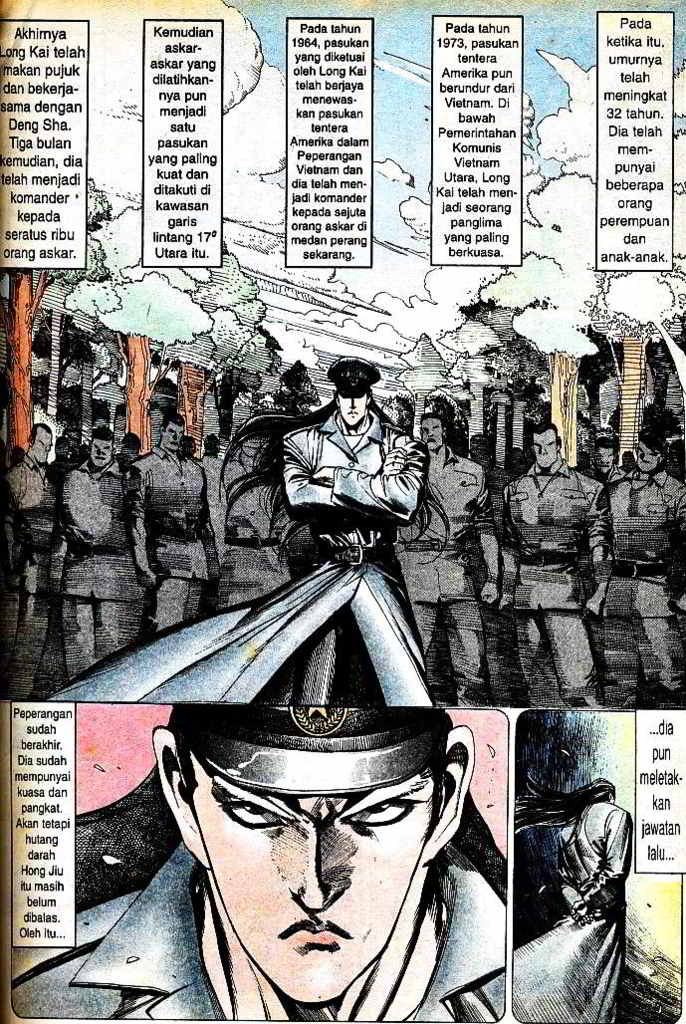 Akhirnya
Long Kai telah
makan pujuk
dan bekerja-
sama dengan
Deng Sha.
Tiga bulan
kemudian, dia
telah menjadi
komander
kepada
seratus ribu
orang askar.
Kemudian
askar-
askar yang
dilatihkan-
nya pun
menjadi
satu
pasukan
yang paling
kuat dan
ditakuti di
kawasan
garis
lintang 17º
Utara itu.
Pada tahun
1964, pasukan
yang diketuai
oleh Long Kai
telah berjaya
menewas-
kan pasukan
tentera
Amerika dalam
Peperangan
Vietnam dan
dia telah men-
jadi komander
kepada sejuta
orang askar di
medan perang
sekarang.
Pada tahun
1973, pasukan
tentera
Amerika pun
berundur dari
Vietnam. Di
bawah
Pemerintahan
Komunis
Vietnam
Utara, Long
Kai telah men-
jadi seorang
panglima
yang paling
berkuasa.
Pada
ketika itu,
umurnya
telah
meningkat
32 tahun.
Dia telah
mem-
punyai
beberapa
orang
perempuan
dan
anak-anak.
Peperangan
sudah
berakhir.
Dia sudah
mempunyai
kuasa dan
pangkat.
Akan tetapi
hutang
darah
Hong Jiu
itu masih
belum
dibalas.
Oleh itu...
...dia
pun
meletak-
kan
jawatan
lalu...